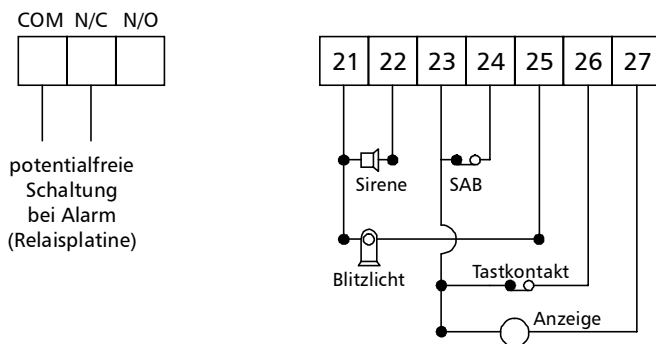 COM N/C N/O
potentialfreie
Schaltung
bei Alarm
(Relaisplatine)
21 22 23 24 25 26 27
Sirene SAB
Blitzlicht
Tastkontakt
Anzeige